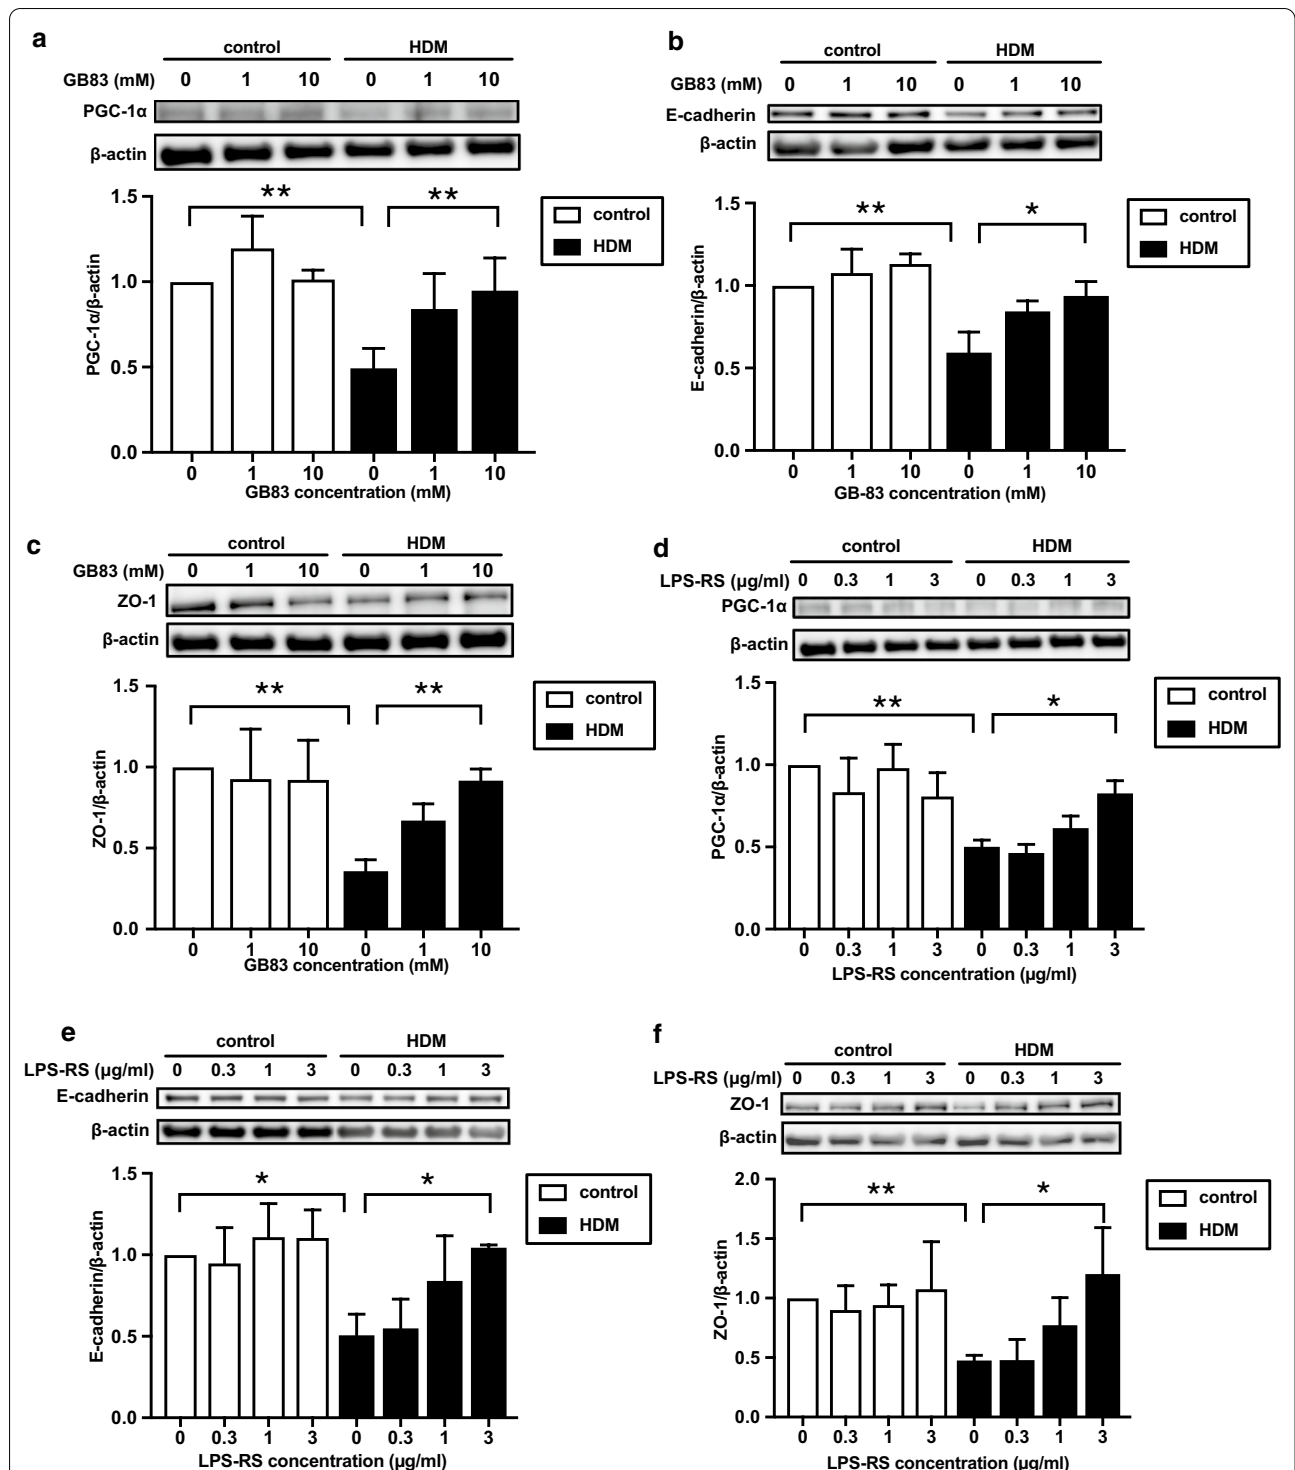 a
control HDM
GB83 (mM) 0 1 10 0 1 10
PGC-1α
β-actin
1.5
1.0
0.5
0.0
PGC-1α/β-actin
** **
control
HDM
0 1 10 0 1 10
GB83 concentration (mM)
b
control HDM
GB83 (mM) 0 1 10 0 1 10
E-cadherin
β-actin
1.5
1.0
0.5
0.0
E-cadherin/β-actin
** *
control
HDM
0 1 10 0 1 10
GB-83 concentration (mM)
c
control HDM
GB83 (mM) 0 1 10 0 1 10
ZO-1
β-actin
1.5
1.0
0.5
0.0
ZO-1/β-actin
** **
control
HDM
0 1 10 0 1 10
GB83 concentration (mM)
d
control HDM
LPS-RS (μg/ml) 0 0.3 1 3 0 0.3 1 3
PGC-1α
β-actin
1.5
1.0
0.5
0.0
PGC-1α/β-actin
** *
control
HDM
0 0.3 1 3 0 0.3 1 3
LPS-RS concentration (μg/ml)
e
control HDM
LPS-RS (μg/ml) 0 0.3 1 3 0 0.3 1 3
E-cadherin
β-actin
1.5
1.0
0.5
0.0
E-cadherin/β-actin
* *
control
HDM
0 0.3 1 3 0 0.3 1 3
LPS-RS concentration (μg/ml)
f
control HDM
LPS-RS (μg/ml) 0 0.3 1 3 0 0.3 1 3
ZO-1
β-actin
2.0
1.5
1.0
0.5
0.0
ZO-1/β-actin
** *
control
HDM
0 0.3 1 3 0 0.3 1 3
LPS-RS concentration (μg/ml)